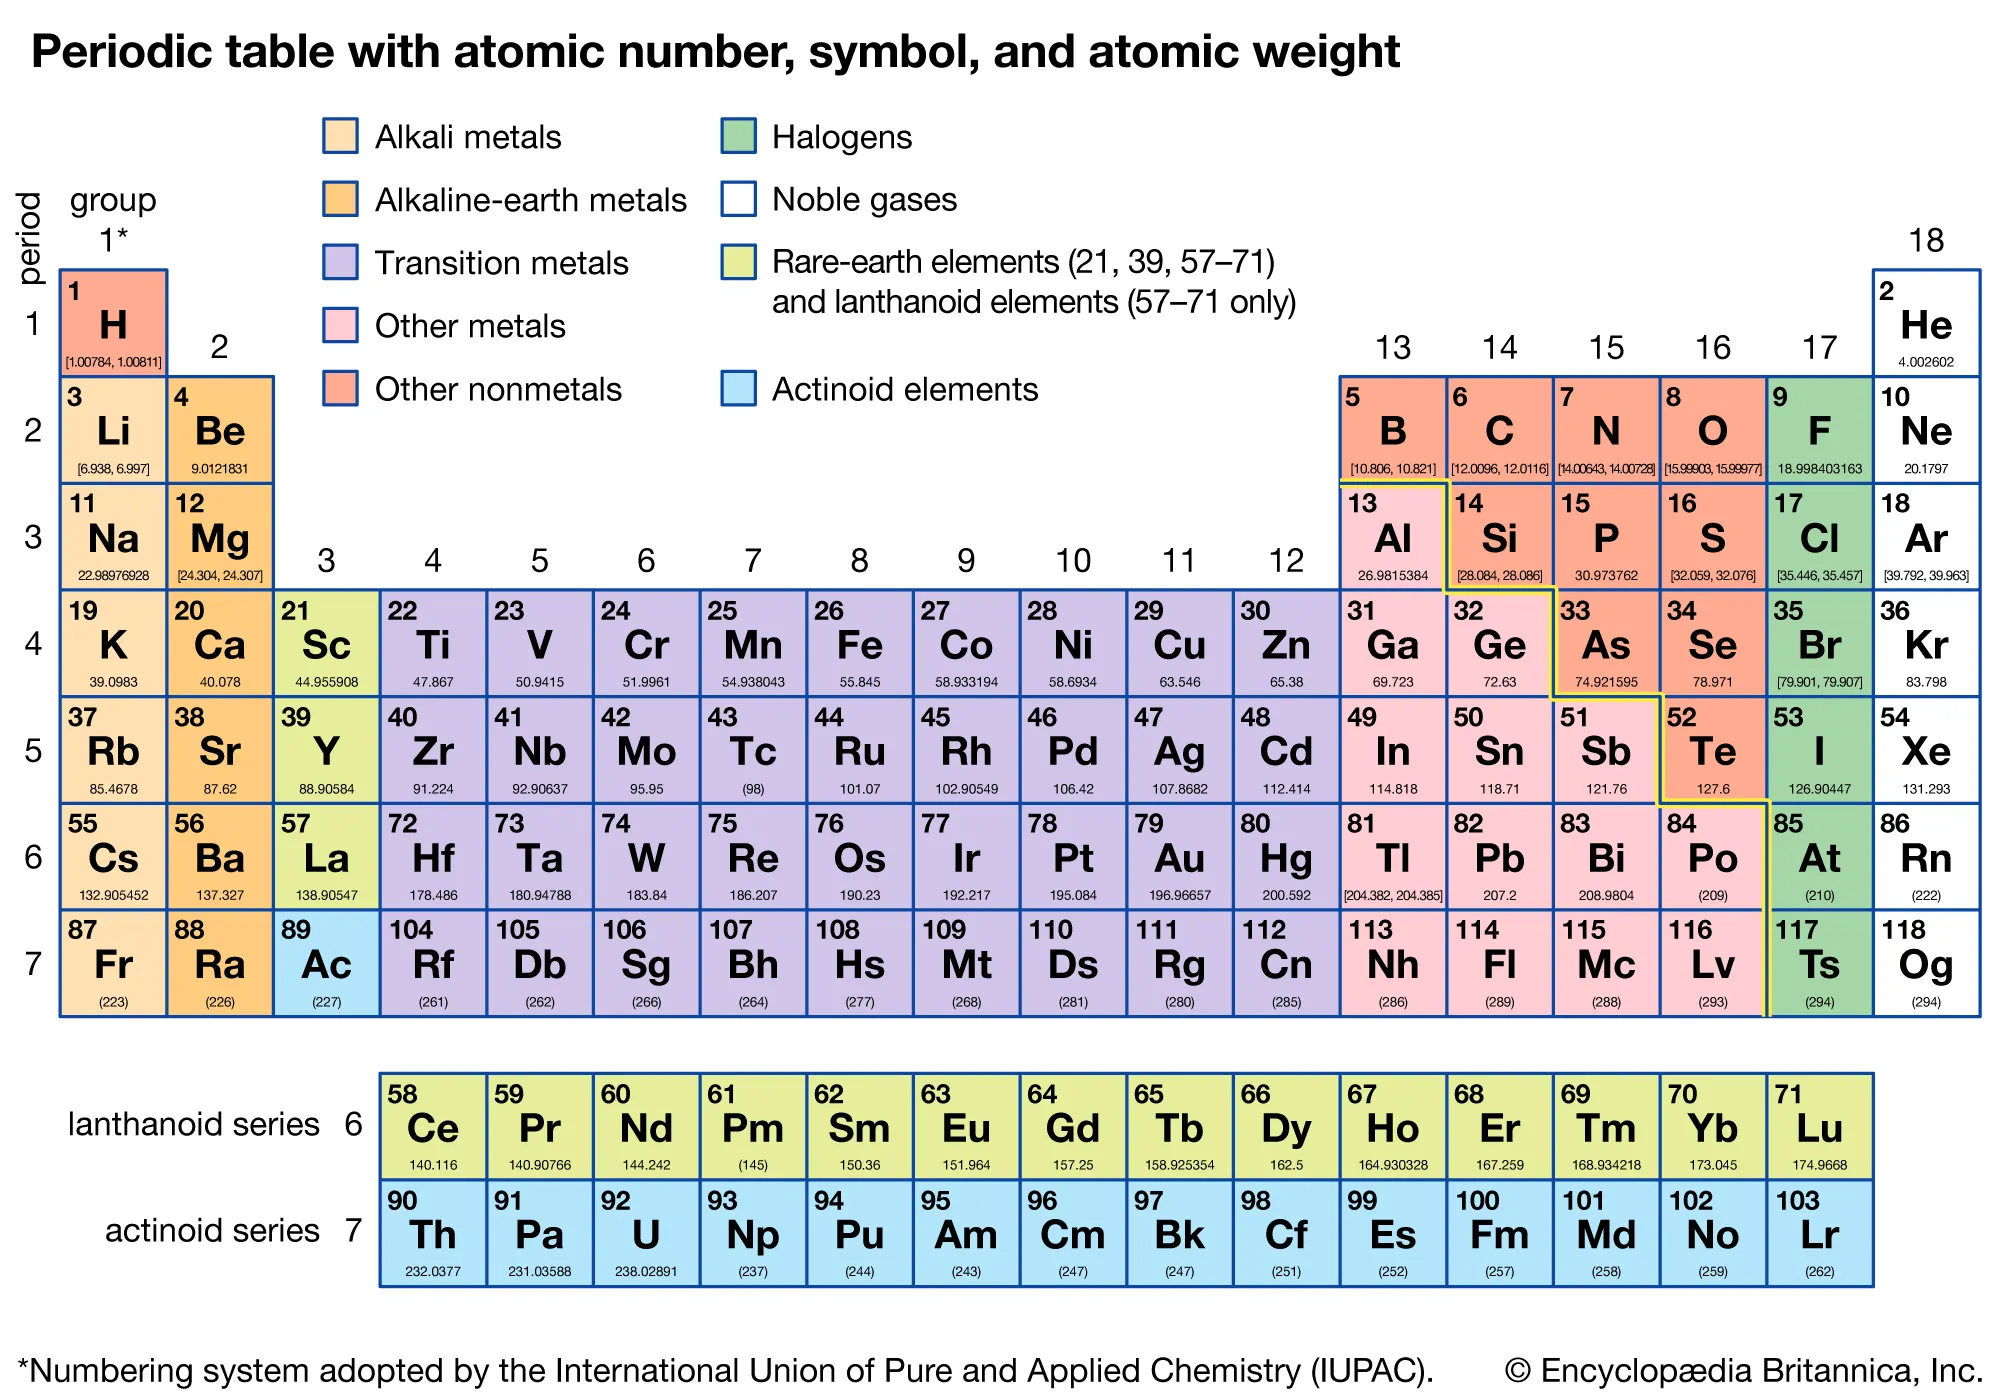 Periodic table with atomic number, symbol, and atomic weight
Alkali metals
Alkaline-earth metals
Transition metals
Other metals
Other nonmetals
Halogens
Noble gases
Rare-earth elements (21, 39, 57–71)
and lanthanoid elements (57–71 only)
Actinoid elements
period
group
1* 2 3 4 5 6 7 8 9 10 11 12 13 14 15 16 17 18
1
1 H [1.00784, 1.00811]
2 He 4.002602
2
3 Li [6.938, 6.997]
4 Be 9.0121831
5 B [10.806, 10.821]
6 C [12.0096, 12.0116]
7 N [14.00643, 14.00728]
8 O [15.99903, 15.99977]
9 F 18.998403163
10 Ne 20.1797
3
11 Na 22.98976928
12 Mg [24.304, 24.307]
13 Al 26.9815384
14 Si [28.084, 28.086]
15 P 30.973762
16 S [32.059, 32.076]
17 Cl [35.446, 35.457]
18 Ar [39.792, 39.963]
4
19 K 39.0983
20 Ca 40.078
21 Sc 44.955908
22 Ti 47.867
23 V 50.9415
24 Cr 51.9961
25 Mn 54.938043
26 Fe 55.845
27 Co 58.933194
28 Ni 58.6934
29 Cu 63.546
30 Zn 65.38
31 Ga 69.723
32 Ge 72.63
33 As 74.921595
34 Se 78.971
35 Br [79.901, 79.907]
36 Kr 83.798
5
37 Rb 85.4678
38 Sr 87.62
39 Y 88.90584
40 Zr 91.224
41 Nb 92.90637
42 Mo 95.95
43 Tc (98)
44 Ru 101.07
45 Rh 102.90549
46 Pd 106.42
47 Ag 107.8682
48 Cd 112.414
49 In 114.818
50 Sn 118.71
51 Sb 121.76
52 Te 127.6
53 I 126.90447
54 Xe 131.293
6
55 Cs 132.905452
56 Ba 137.327
57 La 138.90547
72 Hf 178.486
73 Ta 180.94788
74 W 183.84
75 Re 186.207
76 Os 190.23
77 Ir 192.217
78 Pt 195.084
79 Au 196.96657
80 Hg 200.592
81 Tl [204.382, 204.385]
82 Pb 207.2
83 Bi 208.9804
84 Po (209)
85 At (210)
86 Rn (222)
7
87 Fr (223)
88 Ra (226)
89 Ac (227)
104 Rf (261)
105 Db (262)
106 Sg (266)
107 Bh (264)
108 Hs (277)
109 Mt (268)
110 Ds (281)
111 Rg (280)
112 Cn (285)
113 Nh (286)
114 Fl (289)
115 Mc (288)
116 Lv (293)
117 Ts (294)
118 Og (294)
lanthanoid series 6
58 Ce 140.116
59 Pr 140.90766
60 Nd 144.242
61 Pm (145)
62 Sm 150.36
63 Eu 151.964
64 Gd 157.25
65 Tb 158.925354
66 Dy 162.5
67 Ho 164.930328
68 Er 167.259
69 Tm 168.934218
70 Yb 173.045
71 Lu 174.9668
actinoid series 7
90 Th 232.0377
91 Pa 231.03588
92 U 238.02891
93 Np (237)
94 Pu (244)
95 Am (243)
96 Cm (247)
97 Bk (247)
98 Cf (251)
99 Es (252)
100 Fm (257)
101 Md (258)
102 No (259)
103 Lr (262)
*Numbering system adopted by the International Union of Pure and Applied Chemistry (IUPAC). © Encyclopædia Britannica, Inc.